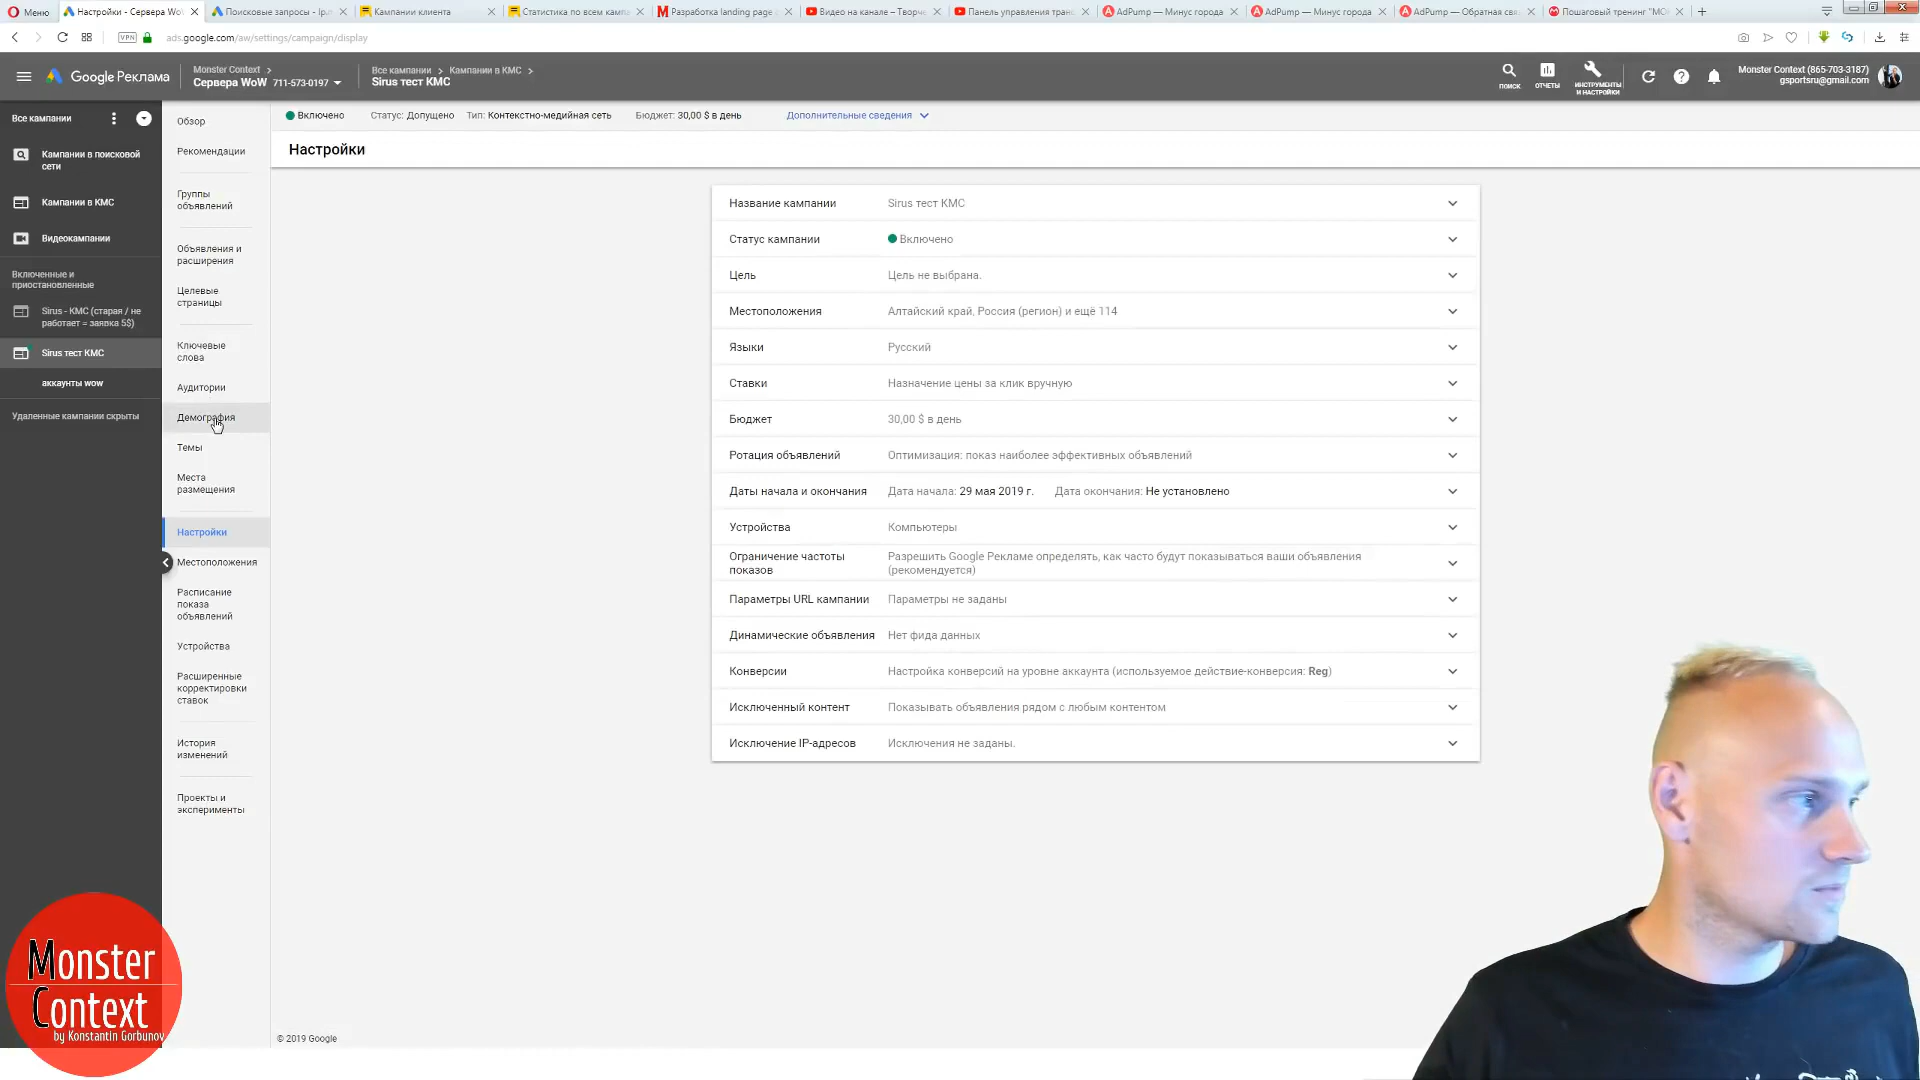 Меню
Настройки - Сервера WoW
Поисковые запросы - lp.
Кампании клиента
Статистика по всем кампа
Разработка landing page
Видео на канале – Творче
Панель управления тран
AdPump — Минус города
AdPump — Минус города
AdPump — Обратная свя
Пошаговый тренинг "МО
VPN
ads.google.com/aw/settings/campaign/display
Google Реклама
Monster Context
Сервера WoW 711-573-0197
Все кампании
Кампании в КМС
Sirus тест КМС
ПОИСК
ОТЧЕТЫ
ИНСТРУМЕНТЫ
И НАСТРОЙКИ
Monster Context (865-703-3187)
gsportsru@gmail.com
Все кампании
Кампании в поисковой
сети
Кампании в КМС
Видеокампании
Включенные и
приостановленные
Sirus - КМС (старая / не
работает = заявка 5$)
Sirus тест КМС
аккаунты wow
Удаленные кампании скрыты
Обзор
Рекомендации
Группы
объявлений
Объявления и
расширения
Целевые
страницы
Ключевые
слова
Аудитории
Демография
Темы
Места
размещения
Настройки
Местоположения
Расписание
показа
объявлений
Устройства
Расширенные
корректировки
ставок
История
изменений
Проекты и
эксперименты
Включено Статус: Допущено Тип: Контекстно-медийная сеть Бюджет: 30,00 $ в день Дополнительные сведения
Настройки
Название кампании Sirus тест КМС
Статус кампании Включено
Цель Цель не выбрана.
Местоположения Алтайский край, Россия (регион) и ещё 114
Языки Русский
Ставки Назначение цены за клик вручную
Бюджет 30,00 $ в день
Ротация объявлений Оптимизация: показ наиболее эффективных объявлений
Даты начала и окончания Дата начала: 29 мая 2019 г. Дата окончания: Не установлено
Устройства Компьютеры
Ограничение частоты
показов
Разрешить Google Рекламе определять, как часто будут показываться ваши объявления
(рекомендуется)
Параметры URL кампании Параметры не заданы
Динамические объявления Нет фида данных
Конверсии Настройка конверсий на уровне аккаунта (используемое действие-конверсия: Reg)
Исключенный контент Показывать объявления рядом с любым контентом
Исключение IP-адресов Исключения не заданы.
© 2019 Google
Monster
Context
by Konstantin Gorbunov